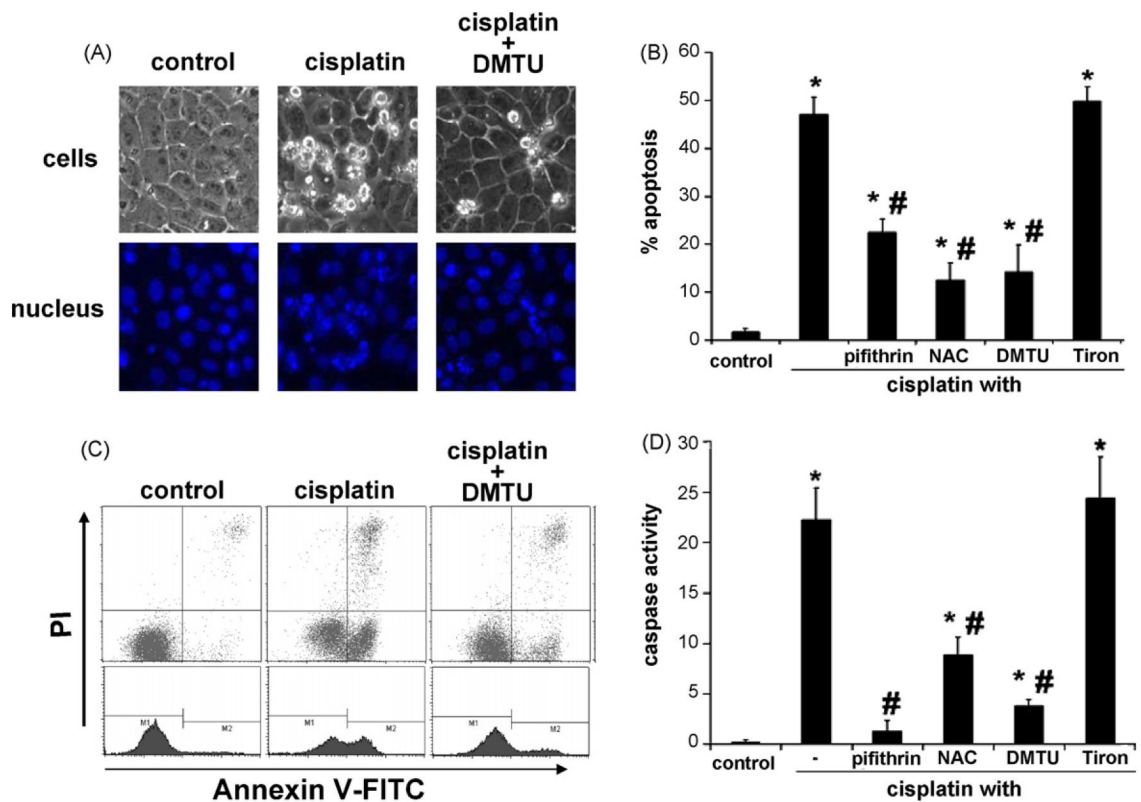 (A)
control
cisplatin
cisplatin
+
DMTU
cells
nucleus
(B)
% apoptosis
60
50
40
30
20
10
0
*
* #
* #
* #
*
control
pifithrin
NAC
DMTU
Tiron
cisplatin with
(C)
control
cisplatin
cisplatin
+
DMTU
PI
M1
M2
M1
M2
M1
M2
Annexin V-FITC
(D)
caspase activity
30
25
20
15
10
5
0
*
#
* #
* #
*
control
-
pifithrin
NAC
DMTU
Tiron
cisplatin with